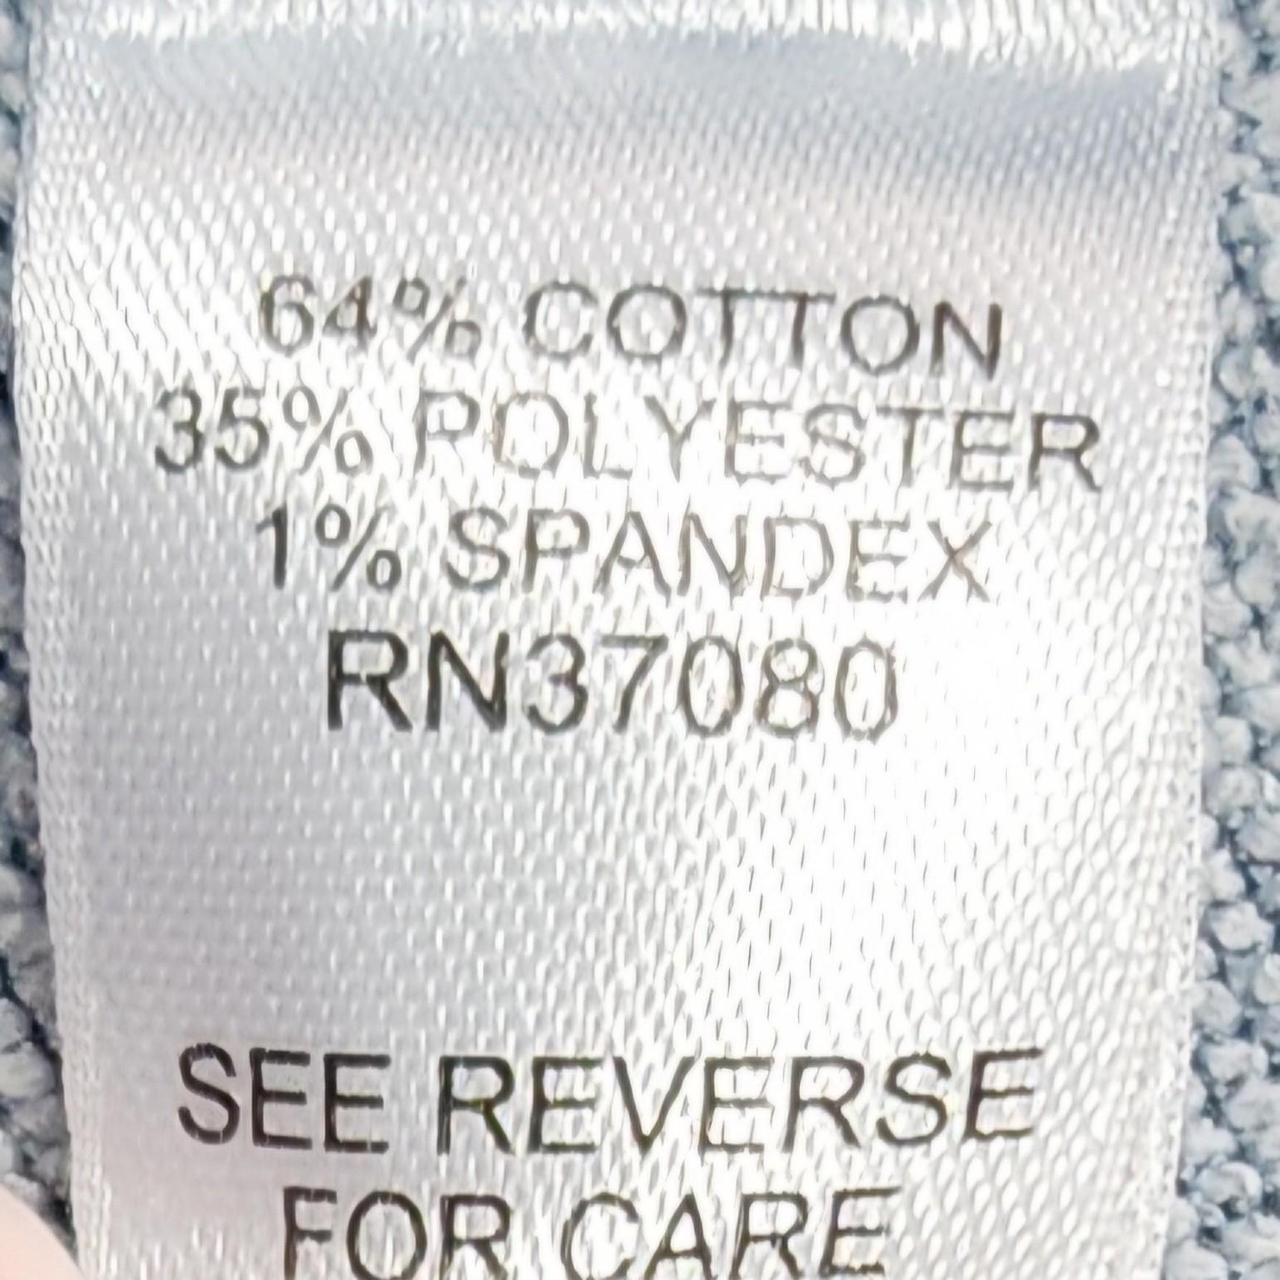 64% COTTON
35% POLYESTER
1% SPANDEX
RN37080
SEE REVERSE
FOR CARE